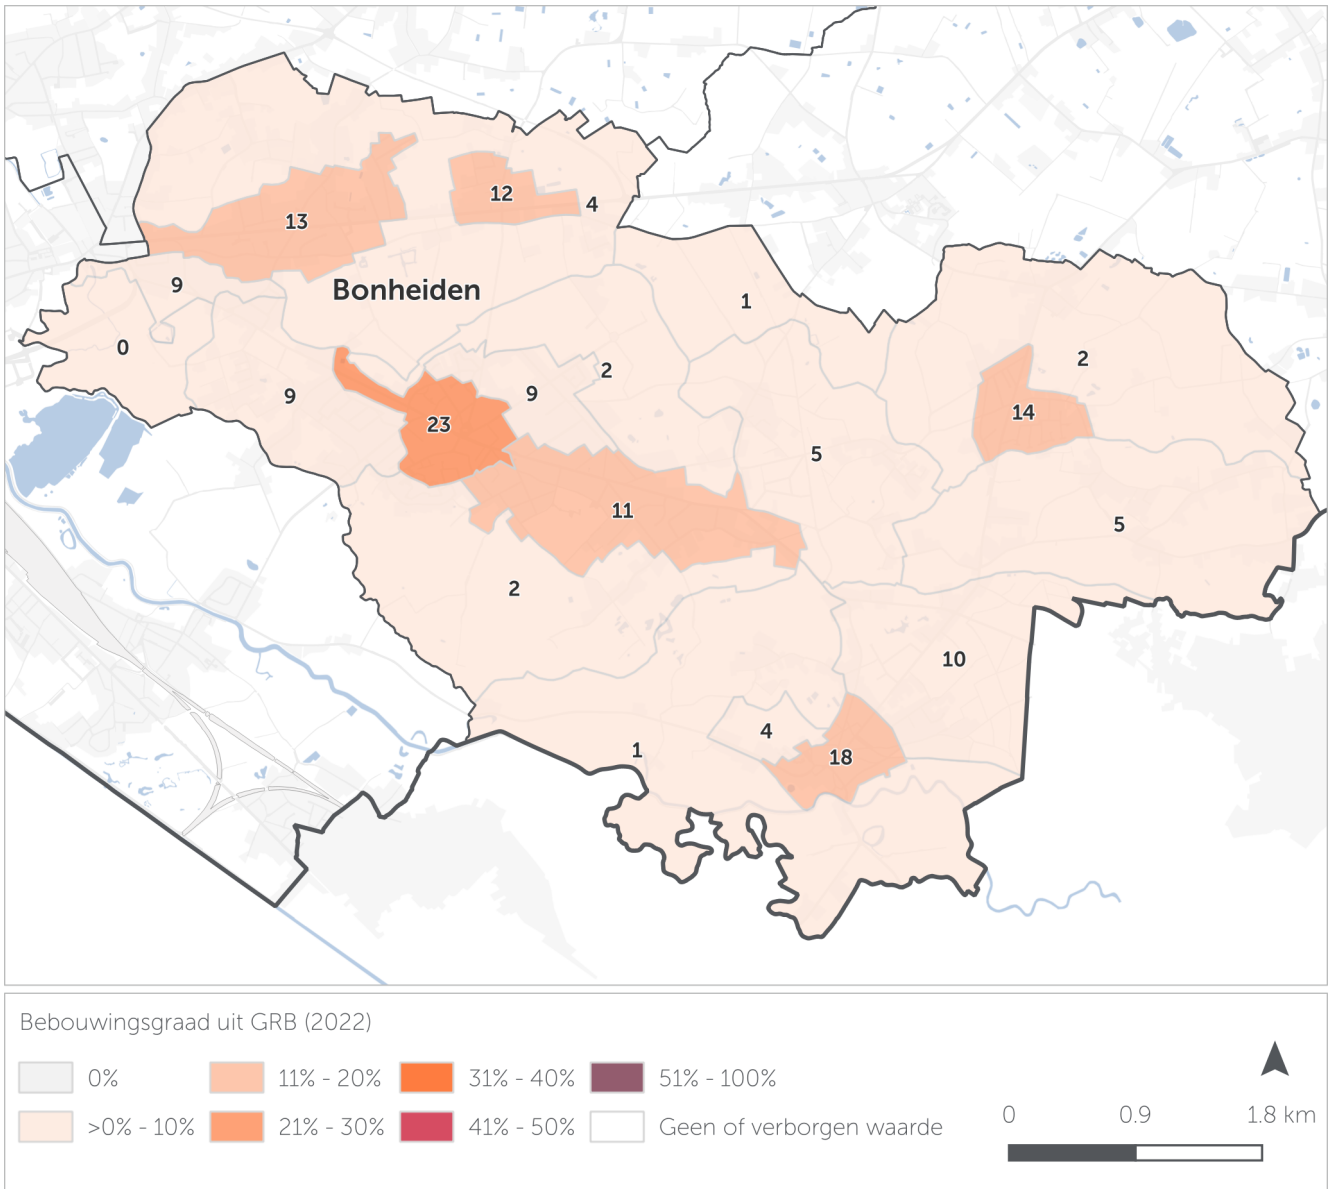 12
4
13
9
Bonheiden
1
0
2
2
9
9
14
23
5
11
5
2
10
4
1
18
Bebouwingsgraad uit GRB (2022)
0%
11% - 20%
31% - 40%
51% - 100%
>0% - 10%
21% - 30%
41% - 50%
Geen of verborgen waarde
0 0.9 1.8 km